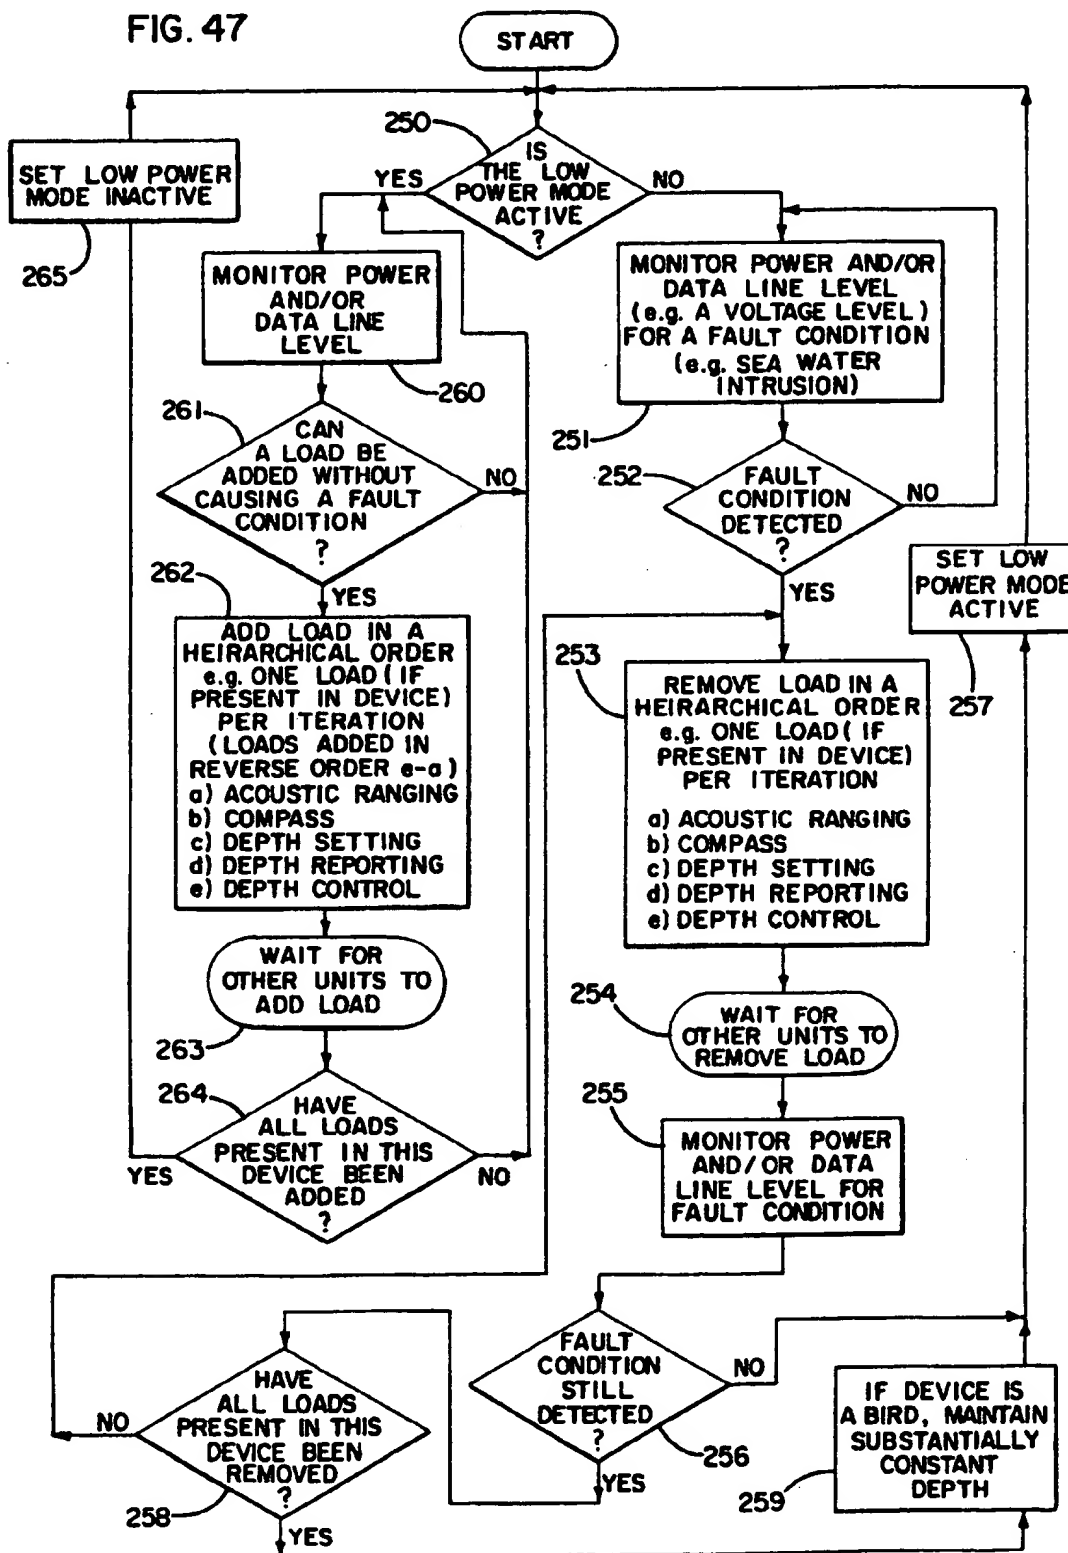 FIG. 47
START
250
IS
THE LOW
POWER MODE
ACTIVE
?
YES
NO
SET LOW POWER
MODE INACTIVE
265
MONITOR POWER
AND/OR
DATA LINE
LEVEL
260
MONITOR POWER AND/OR
DATA LINE LEVEL
(e.g. A VOLTAGE LEVEL)
FOR A FAULT CONDITION
(e.g. SEA WATER
INTRUSION)
251
261
CAN
A LOAD BE
ADDED WITHOUT
CAUSING A FAULT
CONDITION
?
NO
YES
252
FAULT
CONDITION
DETECTED
?
NO
YES
SET LOW
POWER MODE
ACTIVE
257
262
ADD LOAD IN A
HEIRARCHICAL ORDER
e.g. ONE LOAD (IF
PRESENT IN DEVICE)
PER ITERATION
(LOADS ADDED IN
REVERSE ORDER e-a)
a) ACOUSTIC RANGING
b) COMPASS
c) DEPTH SETTING
d) DEPTH REPORTING
e) DEPTH CONTROL
253
REMOVE LOAD IN A
HEIRARCHICAL ORDER
e.g. ONE LOAD (IF
PRESENT IN DEVICE)
PER ITERATION
a) ACOUSTIC RANGING
b) COMPASS
c) DEPTH SETTING
d) DEPTH REPORTING
e) DEPTH CONTROL
WAIT FOR
OTHER UNITS TO
ADD LOAD
263
254
WAIT FOR
OTHER UNITS TO
REMOVE LOAD
264
HAVE
ALL LOADS
PRESENT IN THIS
DEVICE BEEN
ADDED
?
YES
NO
255
MONITOR POWER
AND/OR DATA
LINE LEVEL FOR
FAULT CONDITION
FAULT
CONDITION
STILL
DETECTED
?
NO
YES
256
HAVE
ALL LOADS
PRESENT IN THIS
DEVICE BEEN
REMOVED
?
NO
YES
258
IF DEVICE IS
A BIRD, MAINTAIN
SUBSTANTIALLY
CONSTANT
DEPTH
259